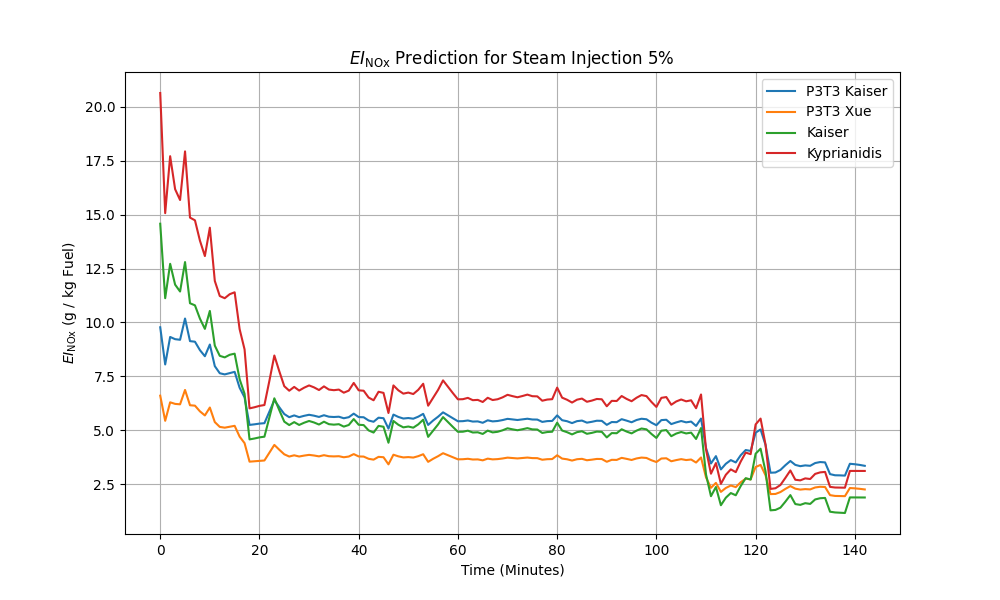 EI_NOx Prediction for Steam Injection 5%
EI_NOx (g / kg Fuel)
20.0
17.5
15.0
12.5
10.0
7.5
5.0
2.5
P3T3 Kaiser
P3T3 Xue
Kaiser
Kyprianidis
0 20 40 60 80 100 120 140
Time (Minutes)